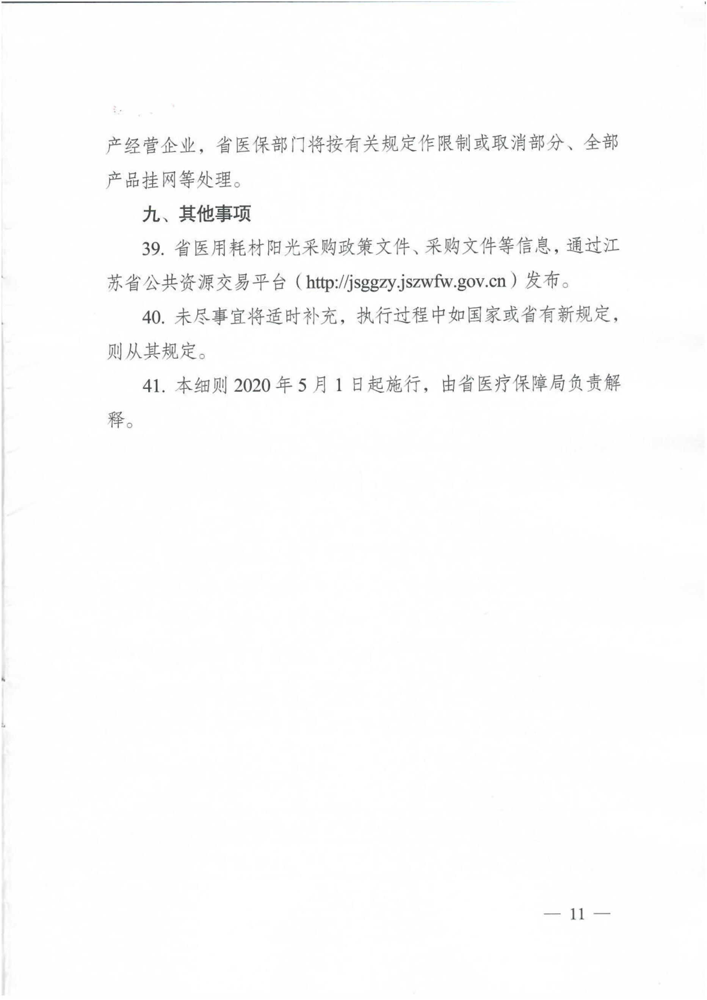 产经营企业，省医保部门将按有关规定作限制或取消部分、全部
产品挂网等处理。
九、其他事项
39. 省医用耗材阳光采购政策文件、采购文件等信息，通过江
苏省公共资源交易平台（http://jsggzy.jszwfw.gov.cn）发布。
40. 未尽事宜将适时补充，执行过程中如国家或省有新规定，
则从其规定。
41. 本细则 2020 年 5 月 1 日起施行，由省医疗保障局负责解
释。
— 11 —